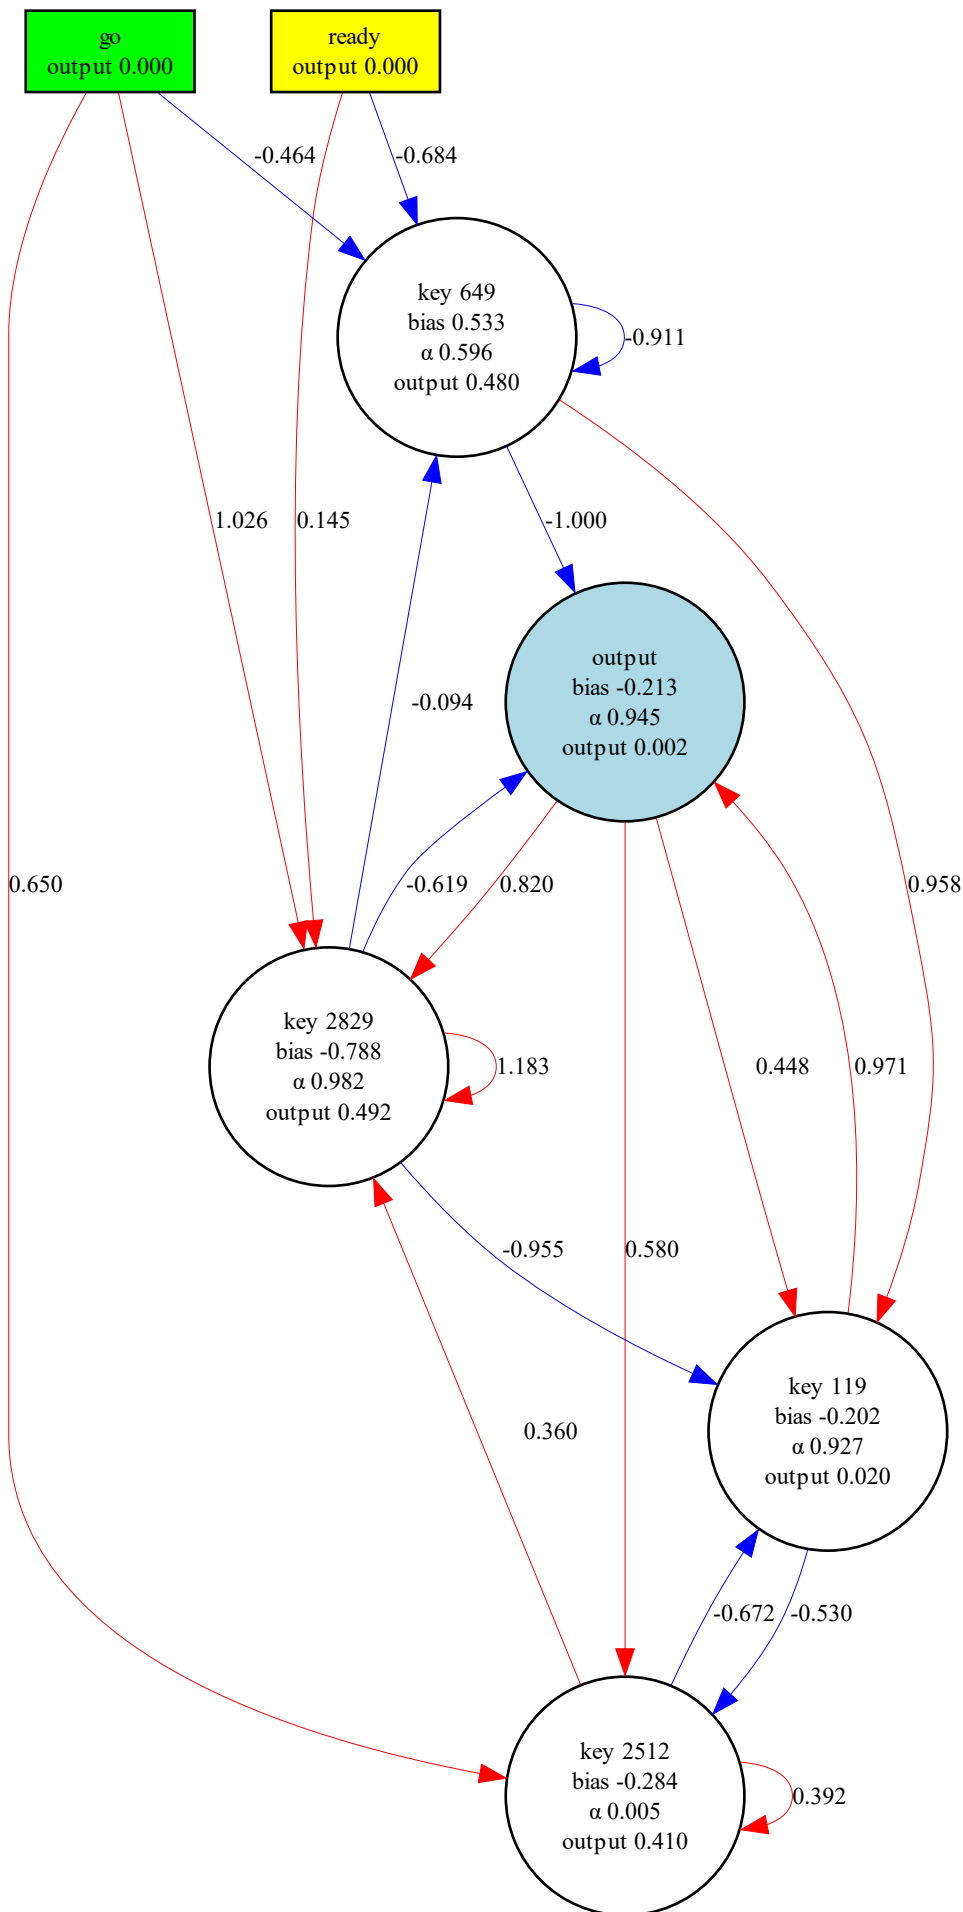 go
output 0.000
ready
output 0.000
-0.464
-0.684
key 649
bias 0.533
α 0.596
output 0.480
-0.911
1.026
0.145
-1.000
output
bias -0.213
α 0.945
output 0.002
-0.094
0.650
-0.619
0.820
0.958
key 2829
bias -0.788
α 0.982
output 0.492
1.183
0.448
0.971
-0.955
0.580
key 119
bias -0.202
α 0.927
output 0.020
0.360
-0.672
-0.530
key 2512
bias -0.284
α 0.005
output 0.410
0.392